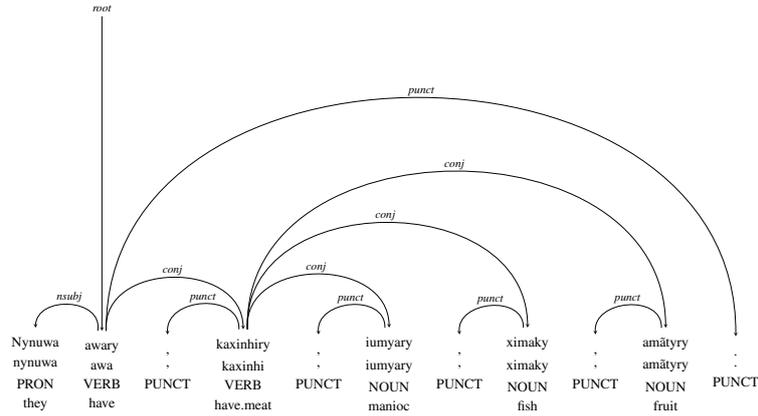 root
punct
conj
conj
nsubj conj punct conj punct punct punct
Nynuwa awary , kaxinhiry , iumyary , ximaky , amãtyry .
nynuwa awa , kaxinhi , iumyary , ximaky , amãtyry .
PRON VERB PUNCT VERB PUNCT NOUN PUNCT NOUN PUNCT NOUN PUNCT
they have have.meat manioc fish fruit